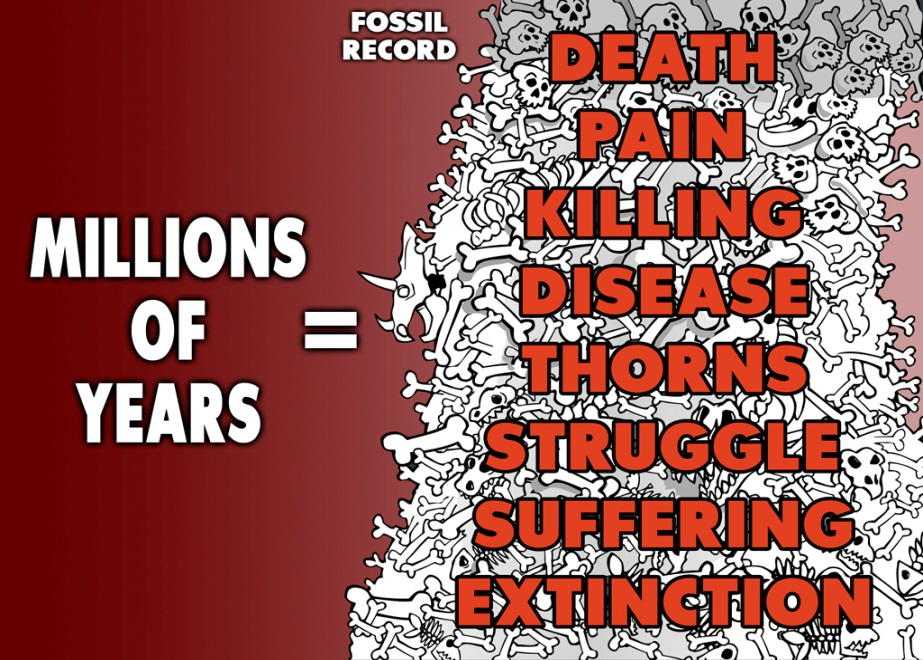 FOSSIL
RECORD
MILLIONS
OF
YEARS
=
DEATH
PAIN
KILLING
DISEASE
THORNS
STRUGGLE
SUFFERING
EXTINCTION